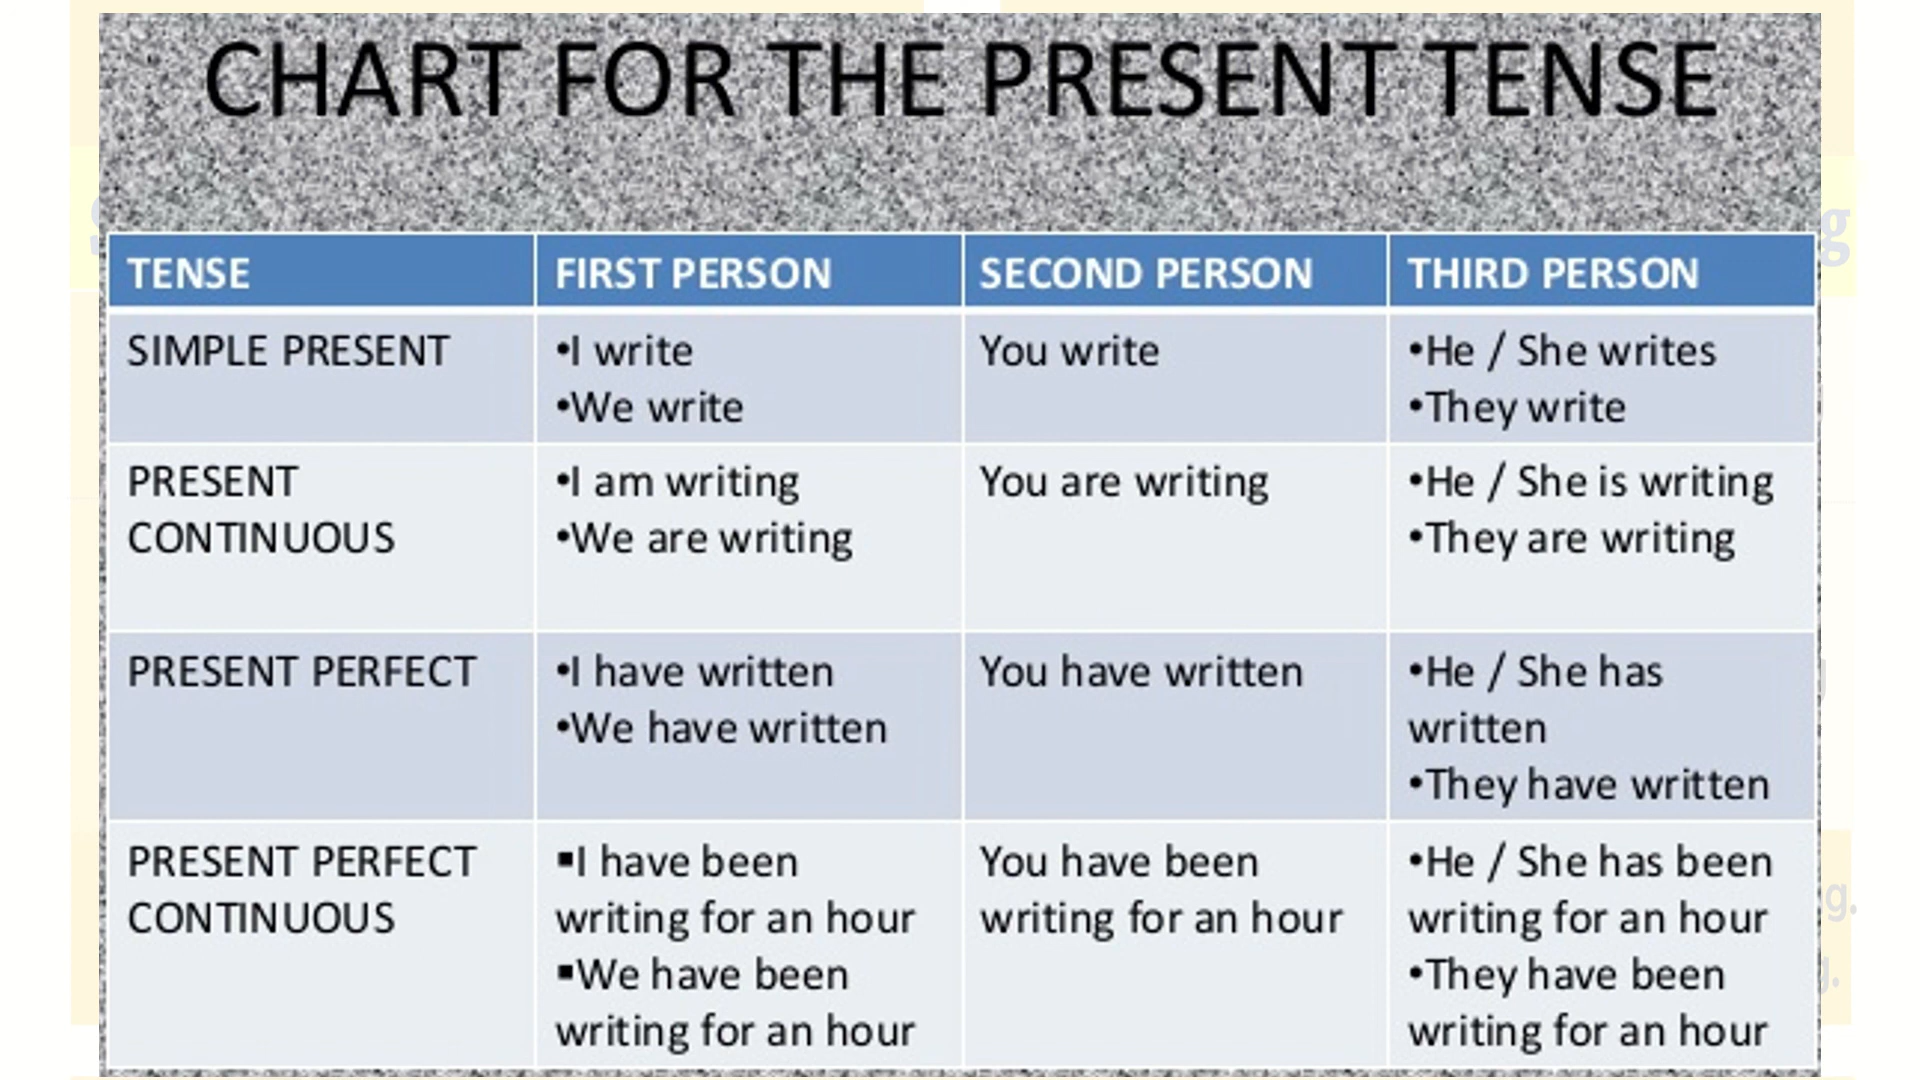 CHART FOR THE PRESENT TENSE
TENSE
FIRST PERSON
SECOND PERSON
THIRD PERSON
SIMPLE PRESENT
•I write
•We write
You write
•He / She writes
•They write
PRESENT
CONTINUOUS
•I am writing
•We are writing
You are writing
•He / She is writing
•They are writing
PRESENT PERFECT
•I have written
•We have written
You have written
•He / She has
written
•They have written
PRESENT PERFECT
CONTINUOUS
▪I have been
writing for an hour
▪We have been
writing for an hour
You have been
writing for an hour
•He / She has been
writing for an hour
•They have been
writing for an hour